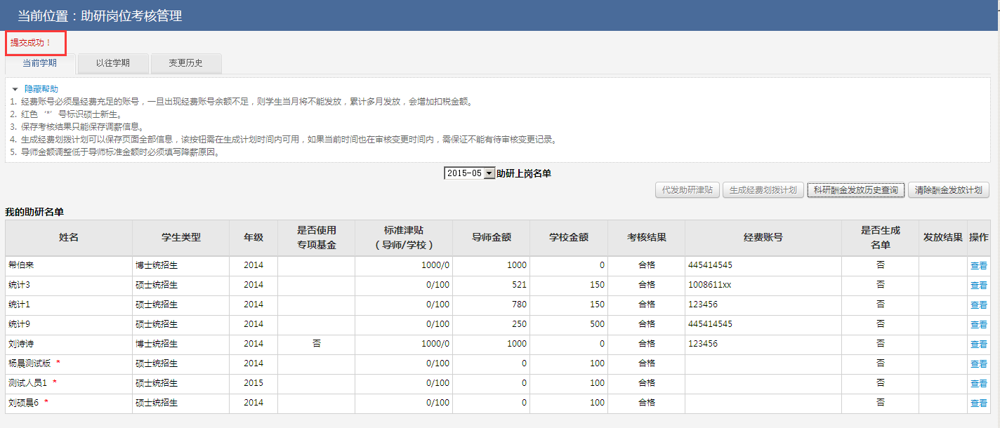 当前位置：助研岗位考核管理
提交成功！
当前学期 以往学期 变更历史
隐藏帮助
1. 经费账号必须是经费充足的账号，一旦出现经费账号余额不足，则学生当月将不能发放，累计多月发放，会增加扣税金额。
2. 红色‘*’号标识硕士新生。
3. 保存考核结果只能保存调薪信息。
4. 生成经费划拨计划可以保存页面全部信息，该按钮需在生成计划时间内可用，如果当前时间也在审核变更时间内，需保证不能有待审核变更记录。
5. 导师金额调整低于导师标准金额时必须填写降薪原因。
2015-05 助研上岗名单
代发助研津贴 生成经费划拨计划 科研酬金发放历史查询 清除酬金发放计划
我的助研名单
姓名 学生类型 年级 是否使用专项基金 标准津贴（导师/学校） 导师金额 学校金额 考核结果 经费账号 是否生成名单 发放结果 操作
希伯来 博士统招生 2014 1000/0 1000 0 合格 445414545 否 查看
统计3 硕士统招生 2014 0/100 521 150 合格 1008611xx 否 查看
统计1 硕士统招生 2014 0/100 780 150 合格 123456 否 查看
统计9 硕士统招生 2014 0/100 250 500 合格 445414545 否 查看
刘诗诗 博士统招生 2014 否 1000/0 1000 0 合格 123456 否 查看
杨晨测试版 * 硕士统招生 2014 0/100 0 100 合格 否 查看
测试人员1 * 硕士统招生 2015 0/100 0 100 合格 否 查看
刘硕晨6 * 硕士统招生 2014 0/100 0 100 合格 否 查看